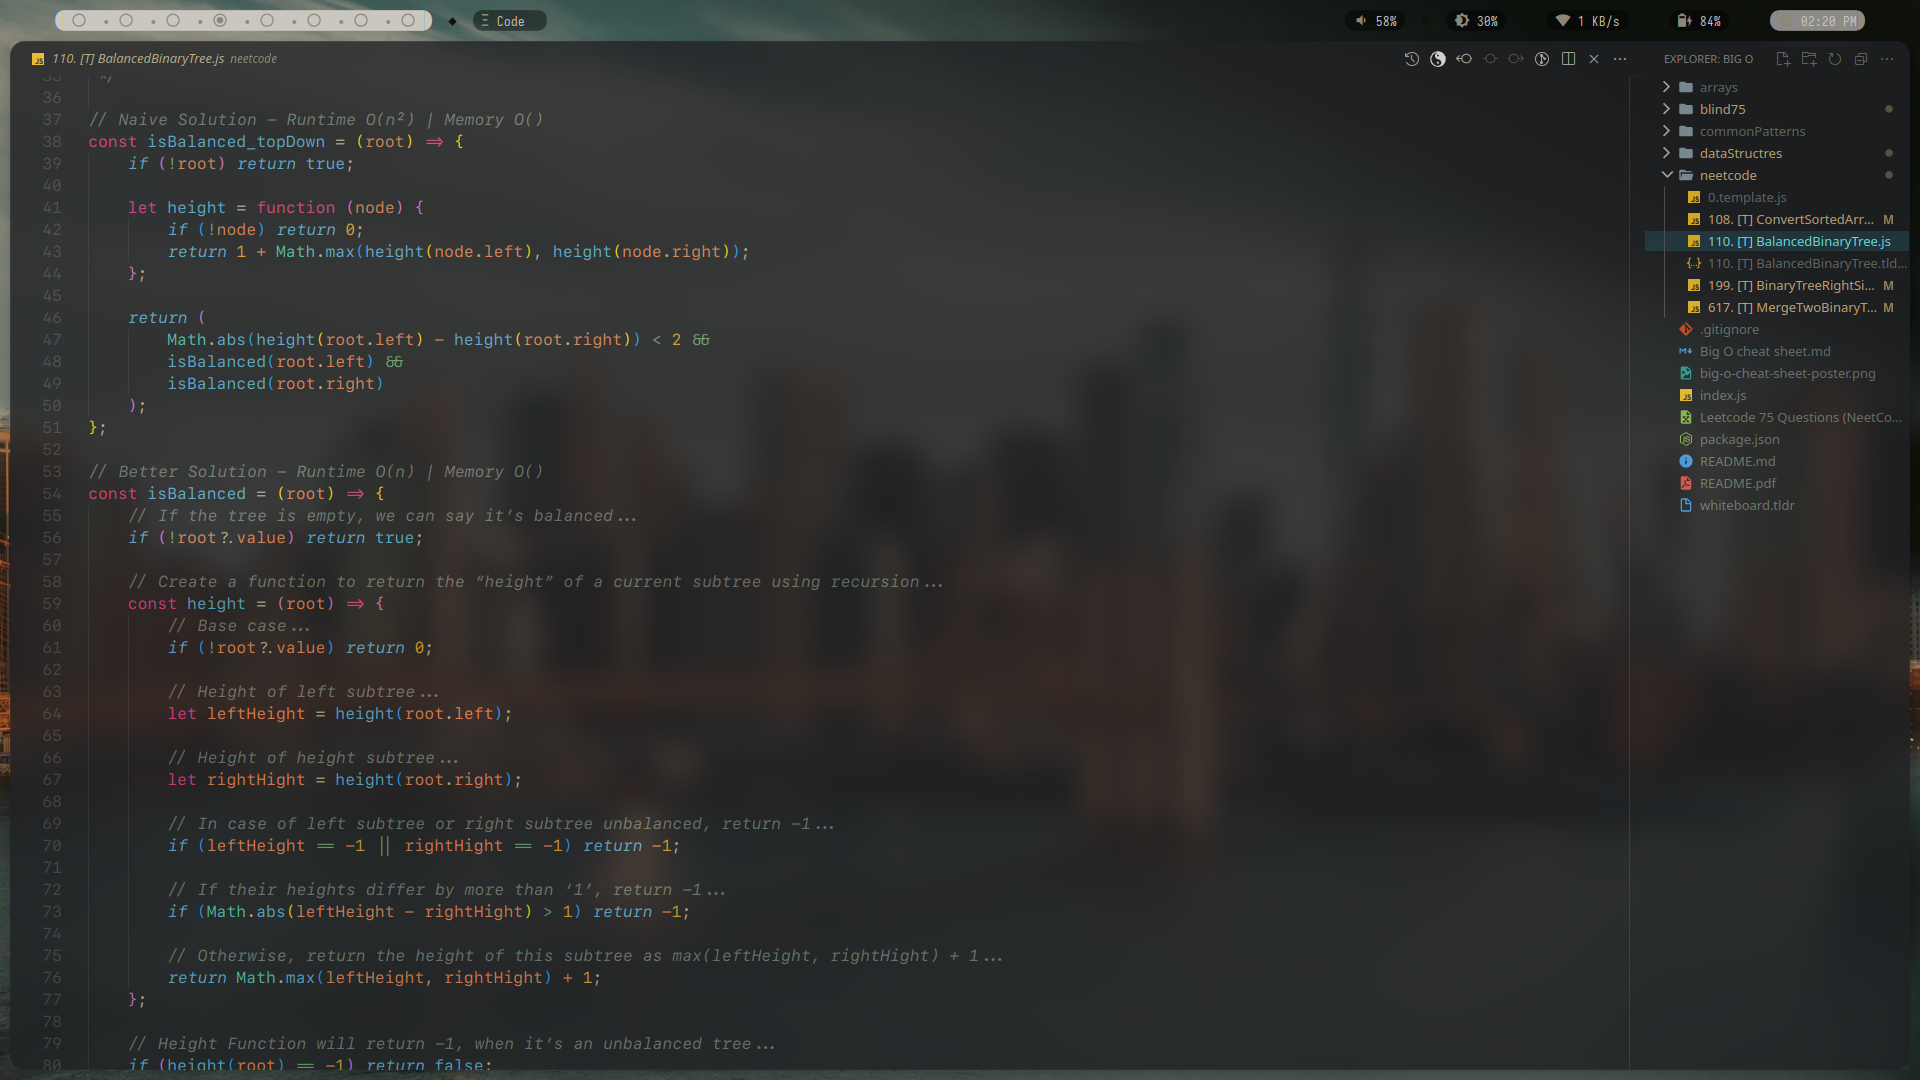 Code
58%
30%
1 KB/s
84%
02:20 PM
110. [T] BalancedBinaryTree.js neetcode
EXPLORER: BIG O
35 */
36
37 // Naive Solution - Runtime O(n²) | Memory O()
38 const isBalanced_topDown = (root) => {
39 if (!root) return true;
40
41 let height = function (node) {
42 if (!node) return 0;
43 return 1 + Math.max(height(node.left), height(node.right));
44 };
45
46 return (
47 Math.abs(height(root.left) - height(root.right)) < 2 &&
48 isBalanced(root.left) &&
49 isBalanced(root.right)
50 );
51 };
52
53 // Better Solution - Runtime O(n) | Memory O()
54 const isBalanced = (root) => {
55 // If the tree is empty, we can say it's balanced...
56 if (!root?.value) return true;
57
58 // Create a function to return the "height" of a current subtree using recursion...
59 const height = (root) => {
60 // Base case...
61 if (!root?.value) return 0;
62
63 // Height of left subtree...
64 let leftHeight = height(root.left);
65
66 // Height of height subtree...
67 let rightHight = height(root.right);
68
69 // In case of left subtree or right subtree unbalanced, return -1...
70 if (leftHeight == -1 || rightHight == -1) return -1;
71
72 // If their heights differ by more than '1', return -1...
73 if (Math.abs(leftHeight - rightHight) > 1) return -1;
74
75 // Otherwise, return the height of this subtree as max(leftHeight, rightHight) + 1...
76 return Math.max(leftHeight, rightHight) + 1;
77 };
78
79 // Height Function will return -1, when it's an unbalanced tree...
80 if (height(root) == -1) return false;
arrays
blind75
commonPatterns
dataStructres
neetcode
0.template.js
108. [T] ConvertSortedArr... M
110. [T] BalancedBinaryTree.js
110. [T] BalancedBinaryTree.tld...
199. [T] BinaryTreeRightSi... M
617. [T] MergeTwoBinaryT... M
.gitignore
Big O cheat sheet.md
big-o-cheat-sheet-poster.png
index.js
Leetcode 75 Questions (NeetCo...
package.json
README.md
README.pdf
whiteboard.tldr